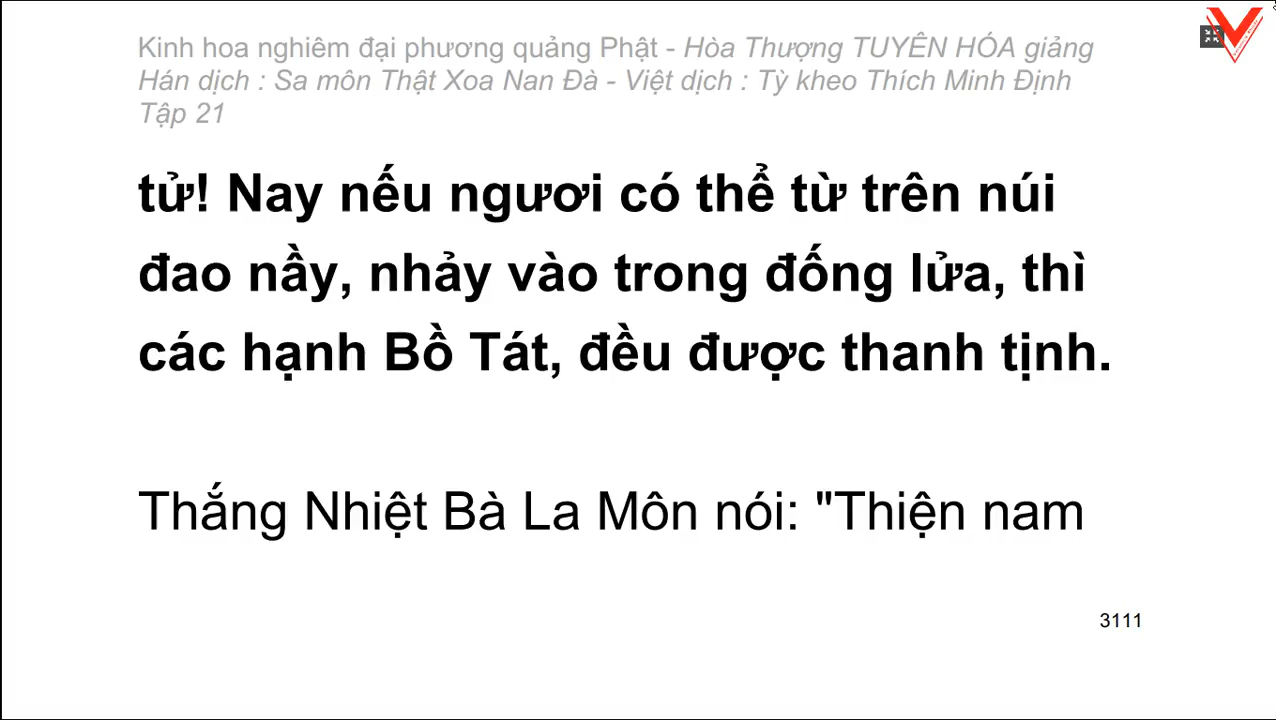 Kinh hoa nghiêm đại phương quảng Phật - Hòa Thượng TUYÊN HÓA giảng
Hán dịch : Sa môn Thật Xoa Nan Đà - Việt dịch : Tỳ kheo Thích Minh Định
Tập 21
tử! Nay nếu ngươi có thể từ trên núi
đao nầy, nhảy vào trong đống lửa, thì
các hạnh Bồ Tát, đều được thanh tịnh.
Thắng Nhiệt Bà La Môn nói: "Thiện nam
3111